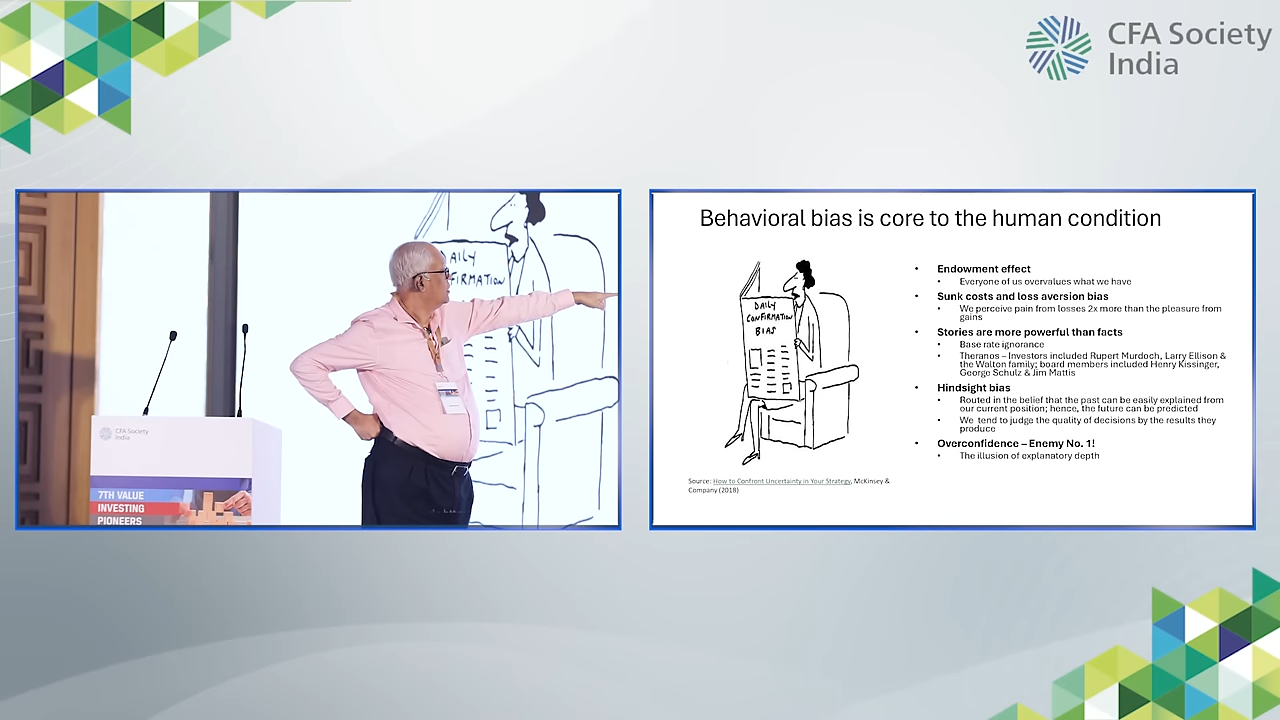 CFA Society
India
DAILY
FIRMATION
CFA Society
India
7TH VALUE
INVESTING
PIONEERS
Behavioral bias is core to the human condition
DAILY
CONFIRMATION
BIAS
• Endowment effect
• Everyone of us overvalues what we have
• Sunk costs and loss aversion bias
• We perceive pain from losses 2x more than the pleasure from
gains
• Stories are more powerful than facts
• Base rate ignorance
• Theranos – Investors included Rupert Murdoch, Larry Ellison &
the Walton family; board members included Henry Kissinger,
George Schulz & Jim Mattis
• Hindsight bias
• Routed in the belief that the past can be easily explained from
our current position; hence, the future can be predicted
• We tend to judge the quality of decisions by the results they
produce
• Overconfidence – Enemy No. 1!
• The illusion of explanatory depth
Source: How to Confront Uncertainty in Your Strategy, McKinsey &
Company (2018)